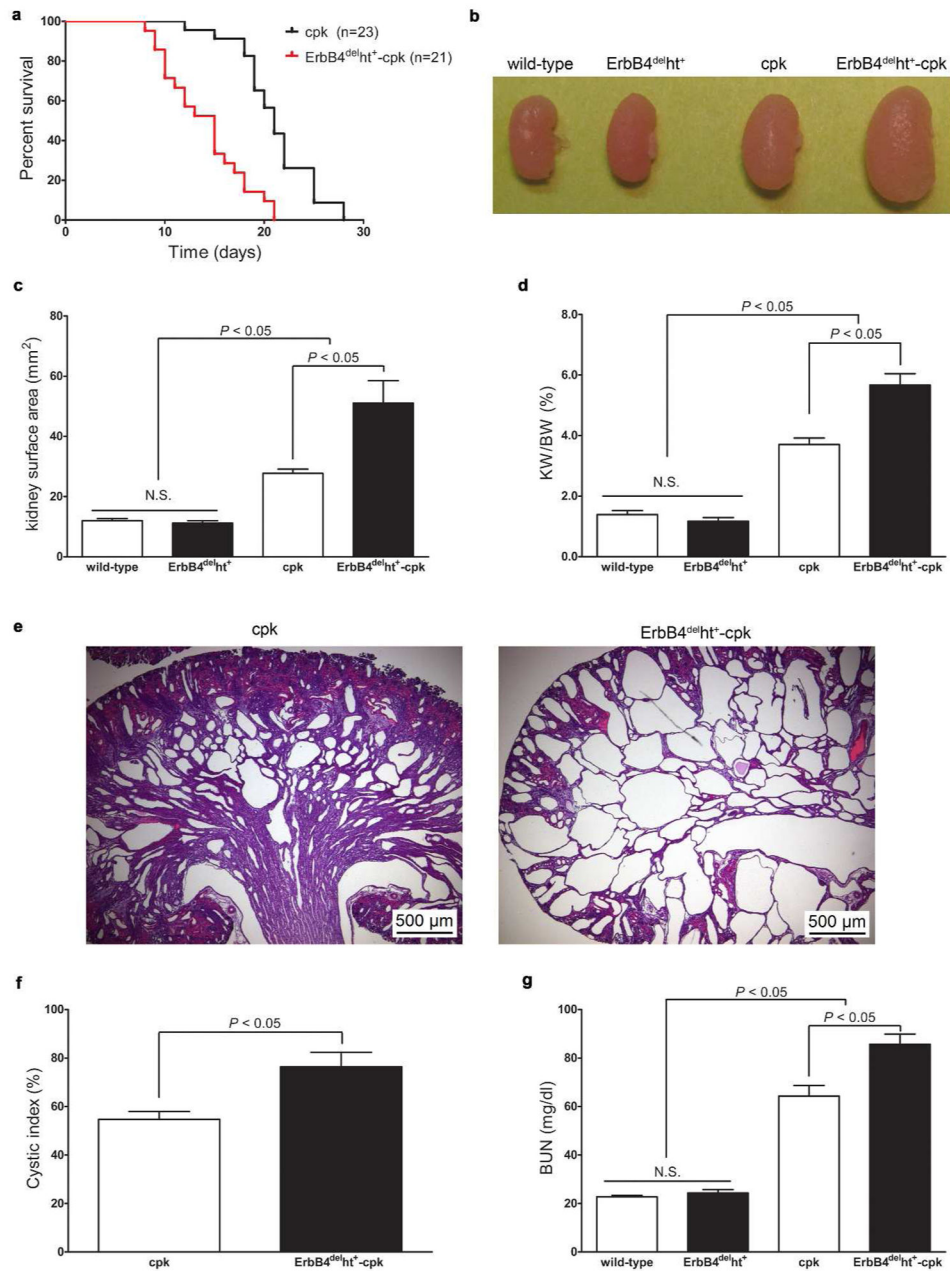 a
cpk (n=23)
ErbB4ᵈᵉˡht⁺-cpk (n=21)
Percent survival
100
80
60
40
20
0
0 10 20 30
Time (days)
b
wild-type ErbB4ᵈᵉˡht⁺ cpk ErbB4ᵈᵉˡht⁺-cpk
c
kidney surface area (mm²)
80
60
40
20
0
P < 0.05
P < 0.05
N.S.
wild-type ErbB4ᵈᵉˡht⁺ cpk ErbB4ᵈᵉˡht⁺-cpk
d
KW/BW (%)
8.0
6.0
4.0
2.0
0.0
P < 0.05
P < 0.05
N.S.
wild-type ErbB4ᵈᵉˡht⁺ cpk ErbB4ᵈᵉˡht⁺-cpk
e
cpk ErbB4ᵈᵉˡht⁺-cpk
500 µm 500 µm
f
Cystic index (%)
100
80
60
40
20
0
P < 0.05
cpk ErbB4ᵈᵉˡht⁺-cpk
g
BUN (mg/dl)
100
80
60
40
20
0
P < 0.05
P < 0.05
N.S.
wild-type ErbB4ᵈᵉˡht⁺ cpk ErbB4ᵈᵉˡht⁺-cpk